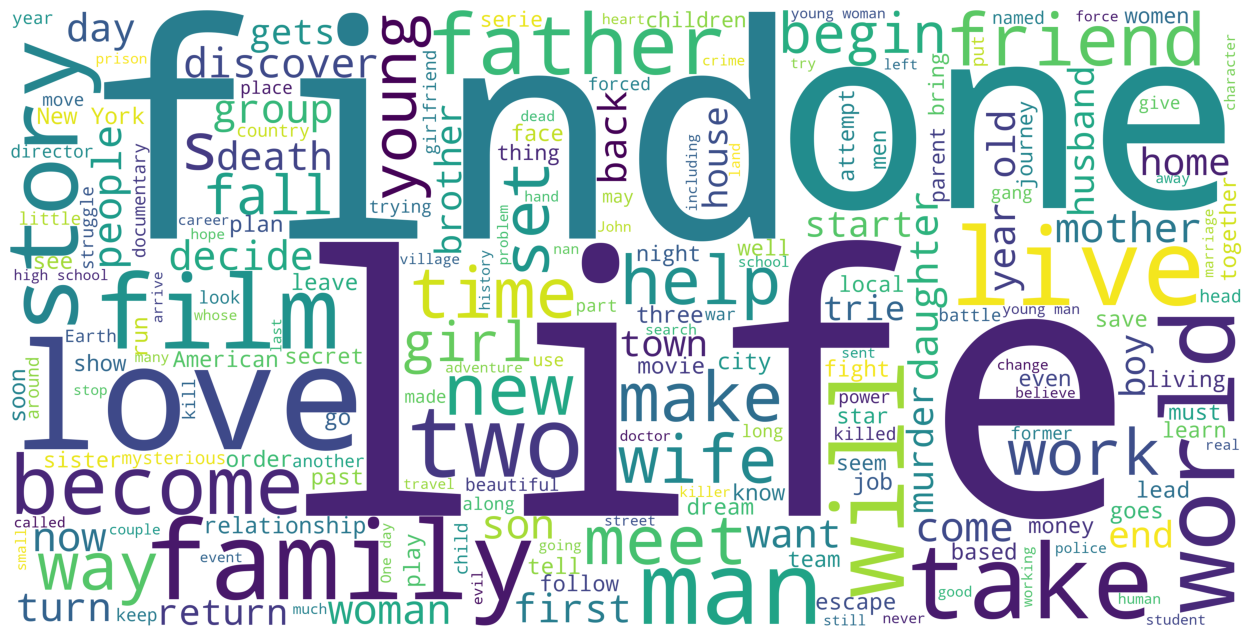 year
day
gets
serie
heart
children
young woman
named
force
women
prison
discover
father
begin
friend
put
try
left
story
find
one
young
crime
move
place
forced
New York
group
country
girlfriend
dead
face
bring
give
character
director
people
documentary
s
death
brother
thing
back
house
including
land
attempt
men
parent
year old
journey
gang
husband
home
away
little
struggle
fall
trying
set
hand
may
see
career
plan
hope
problem
nan
John
start
mother
together
marriage
high school
decide
village
history
night
well
school
live
head
film
arrive
look
whose
leave
time
part
help
three
war
local
trie
daughter
battle
young man
save
world
Earth
run
many
last
American
secret
girl
use
search
town
movie
city
sent
fight
change
believe
boy
soon
around
show
stop
kill
love
go
adventure
made
new
life
make
power
star
killed
even
living
must
learn
two
doctor
long
wife
will
murder
former
work
real
sister
mysterious
order
another
past
seem
job
become
travel
beautiful
along
killer
know
dream
lead
called
small
now
couple
relationship
family
son
street
meet
want
come
money
goes
end
way
event
One day
play
child
evil
tell
going
follow
team
based
police
take
working
good
human
turn
keep
return
much
woman
first
man
escape
still
never
student